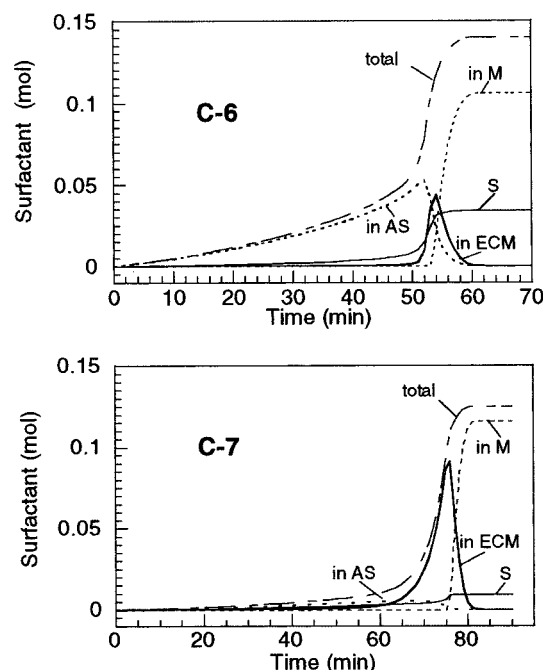 0.15
total
in M
0.1
C-6
Surfactant (mol)
0.05
S
in AS
in ECM
0
0 10 20 30 40 50 60 70
Time (min)
0.15
total
0.1
C-7
in M
Surfactant (mol)
0.05
in ECM
in AS
S
0
0 20 40 60 80
Time (min)